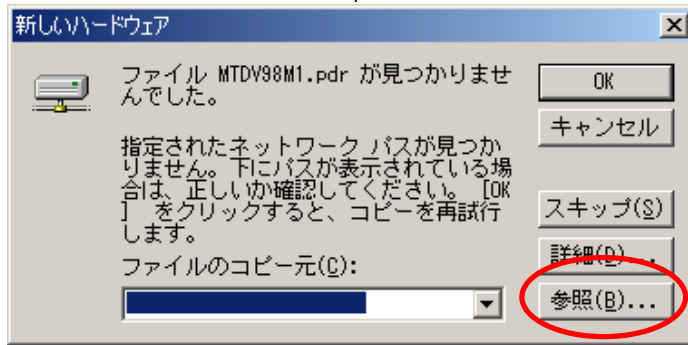 新しいハードウェア
ファイル MTDV98M1.pdr が見つかりませ
んでした。
OK
キャンセル
指定されたネットワーク パスが見つか
りません。下にパスが表示されている場
合は、正しいか確認してください。 [OK
] をクリックすると、コピーを再試行
します。
スキップ(S)
詳細(D)...
ファイルのコピー元(C):
参照(B)...